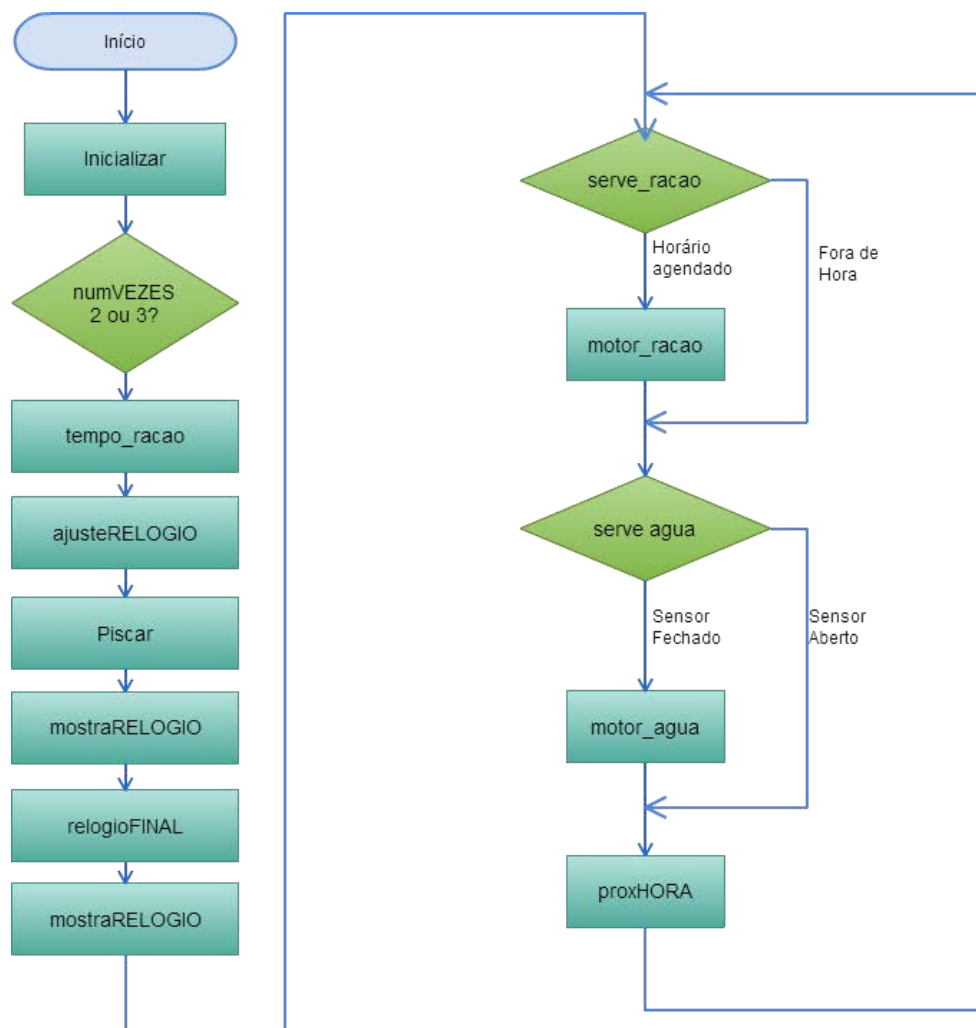 Início
Inicializar
numVEZES
2 ou 3?
tempo_racao
ajusteRELOGIO
Piscar
mostraRELOGIO
relogioFINAL
mostraRELOGIO
serve_racao
Horário
agendado
Fora de
Hora
motor_racao
serve agua
Sensor
Fechado
Sensor
Aberto
motor_agua
proxHORA